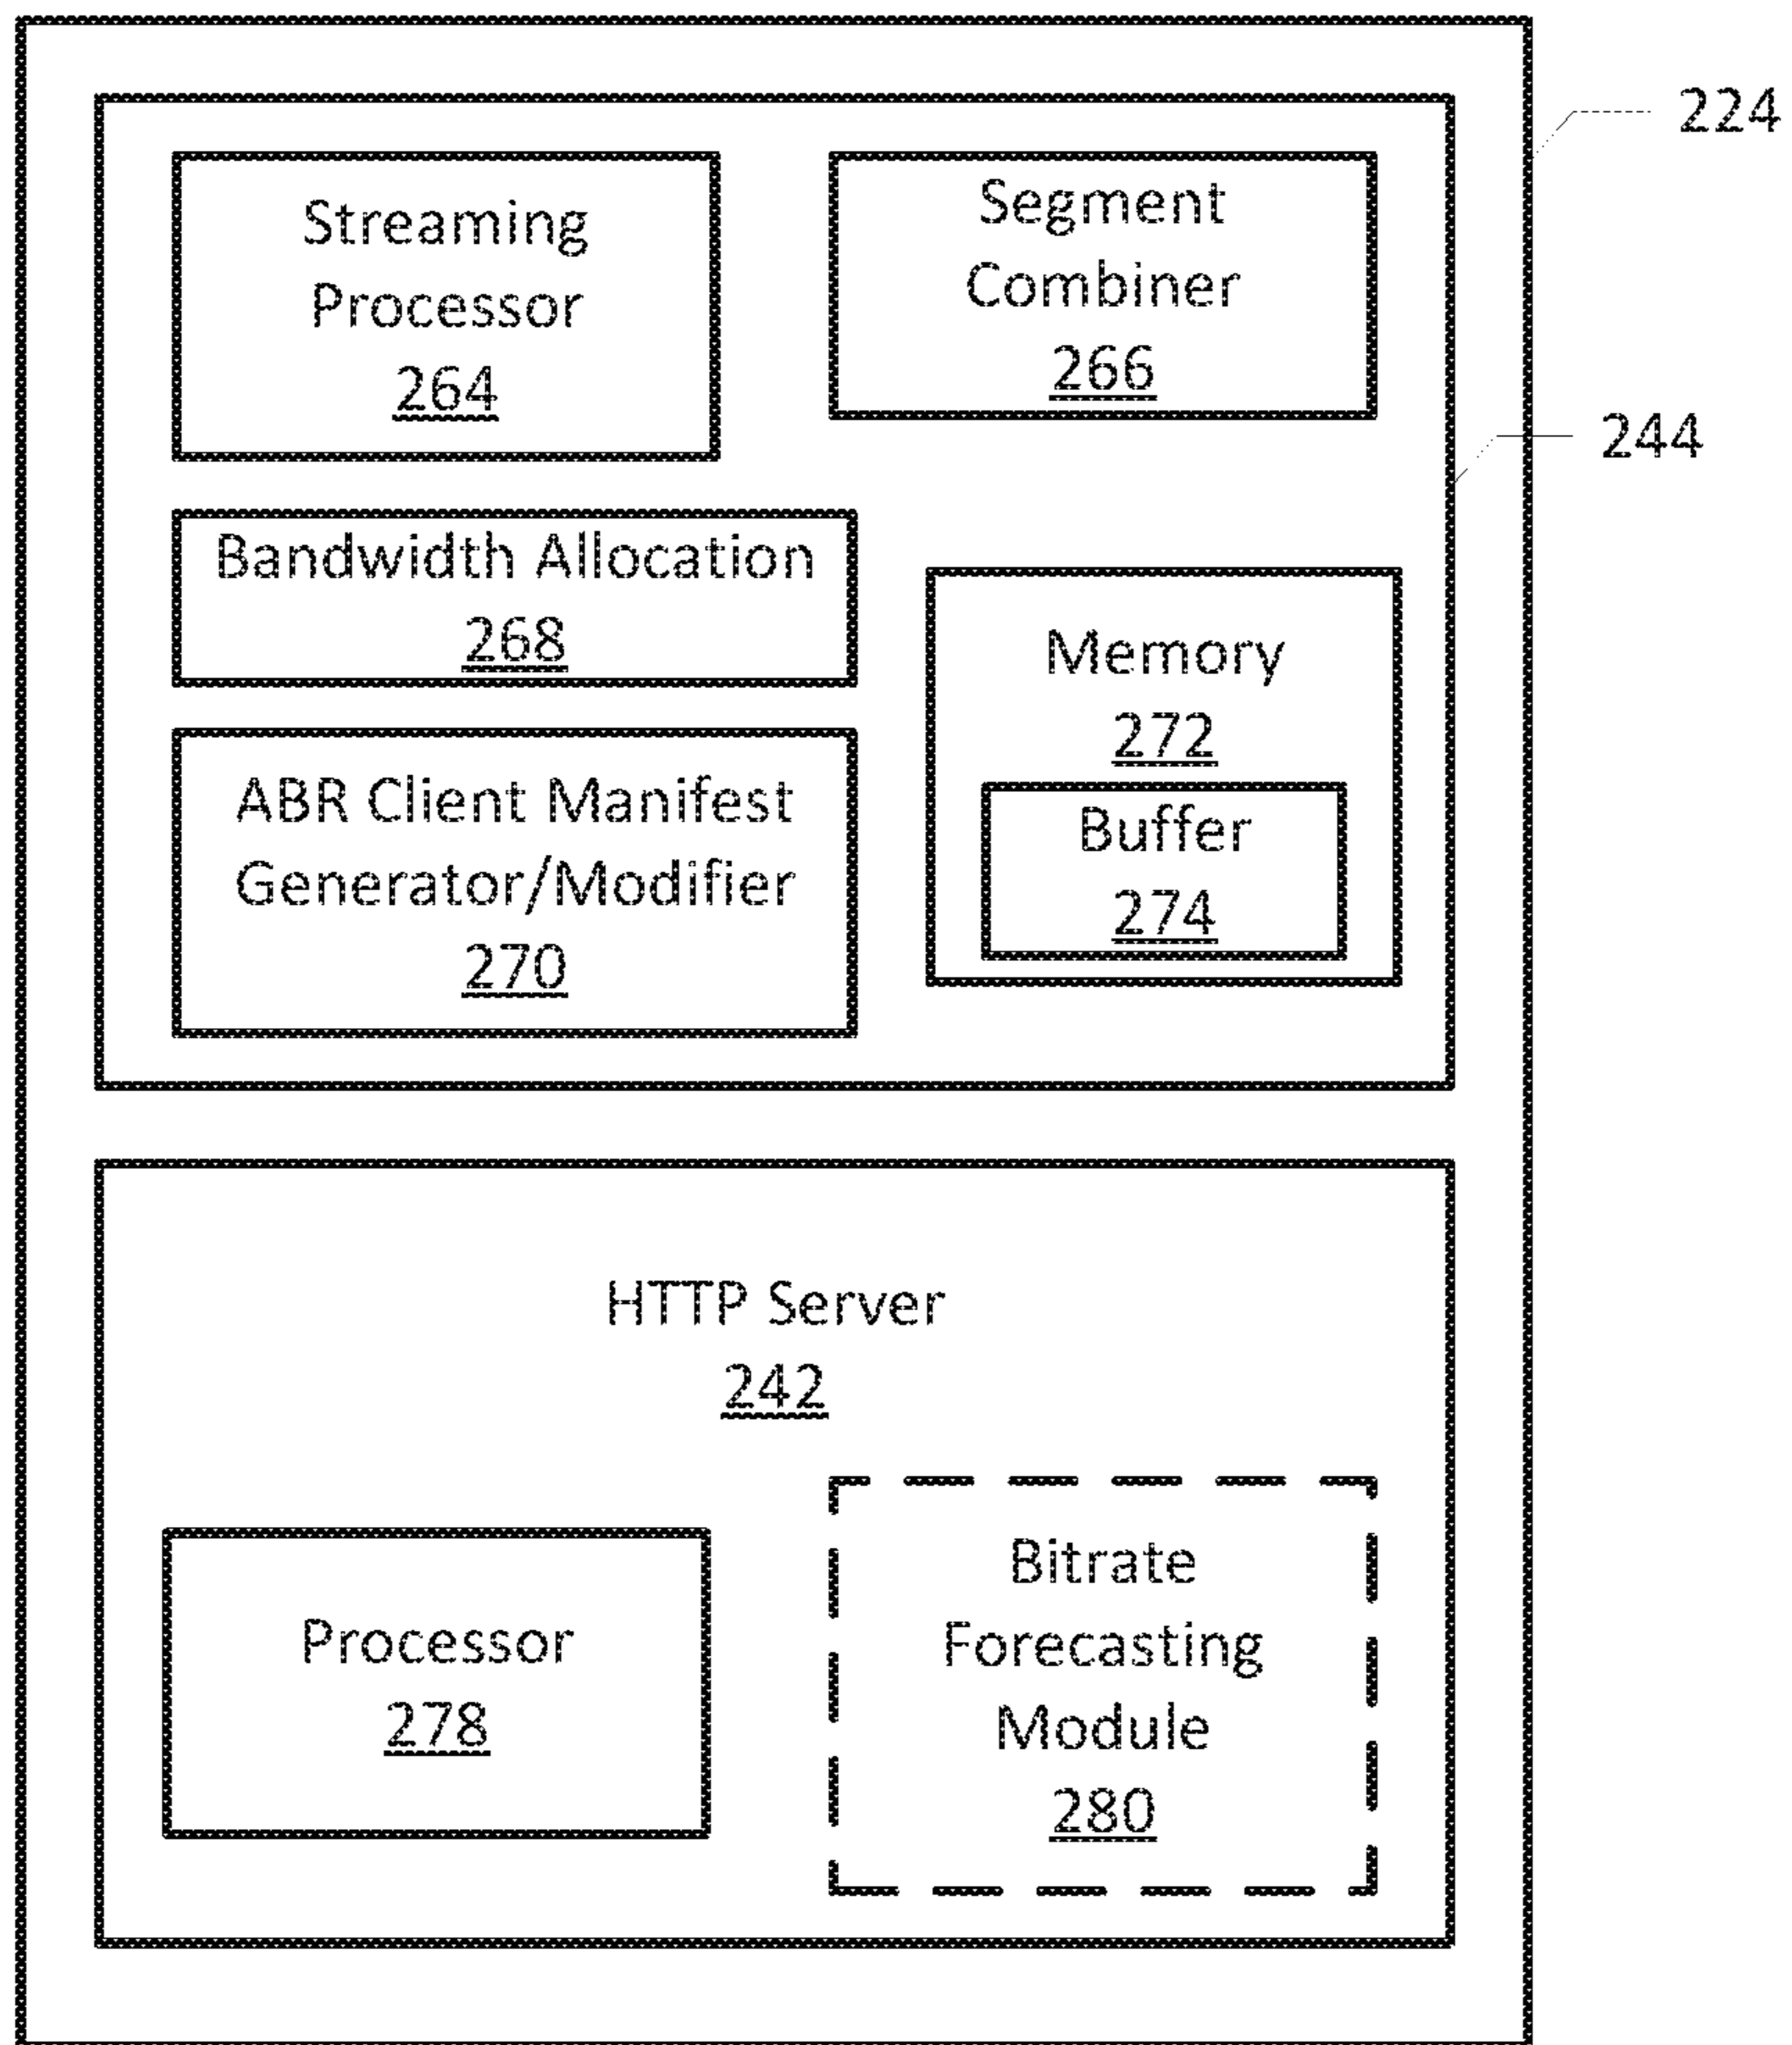 224
Streaming
Processor
264
Segment
Combiner
266
244
Bandwidth Allocation
268
Memory
272
Buffer
274
ABR Client Manifest
Generator/Modifier
270
HTTP Server
242
Processor
278
Bitrate
Forecasting
Module
280